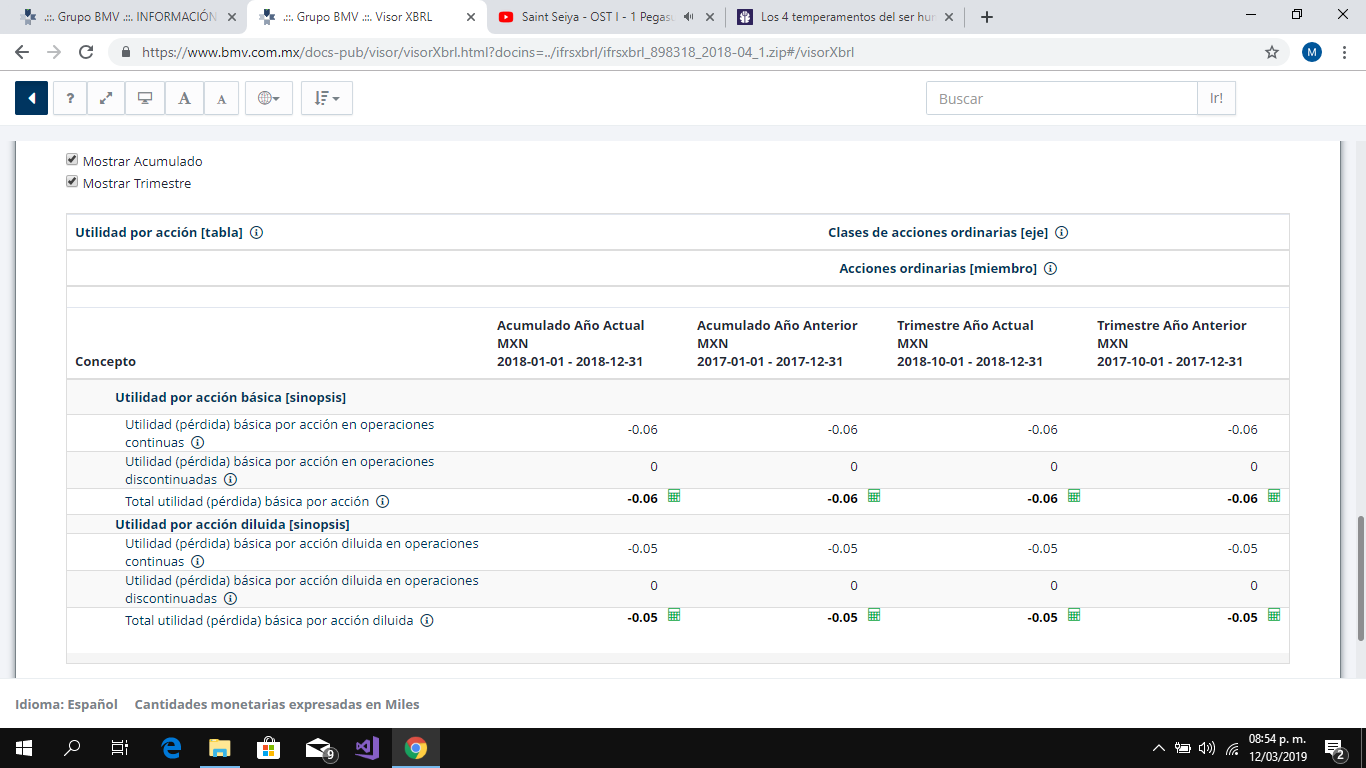 .::. Grupo BMV .::. INFORMACIÓN
.::. Grupo BMV .::. Visor XBRL
Saint Seiya - OST I - 1 Pegasu
Los 4 temperamentos del ser hum
https://www.bmv.com.mx/docs-pub/visor/visorXbrl.html?docins=../ifrsxbrl/ifrsxbrl_898318_2018-04_1.zip#/visorXbrl
M
? A A
Buscar Ir!
Mostrar Acumulado
Mostrar Trimestre
Utilidad por acción [tabla] Clases de acciones ordinarias [eje]
Acciones ordinarias [miembro]
Acumulado Año Actual Acumulado Año Anterior Trimestre Año Actual Trimestre Año Anterior
MXN MXN MXN MXN
Concepto 2018-01-01 - 2018-12-31 2017-01-01 - 2017-12-31 2018-10-01 - 2018-12-31 2017-10-01 - 2017-12-31
Utilidad por acción básica [sinopsis]
Utilidad (pérdida) básica por acción en operaciones
continuas -0.06 -0.06 -0.06 -0.06
Utilidad (pérdida) básica por acción en operaciones
discontinuadas 0 0 0 0
Total utilidad (pérdida) básica por acción -0.06 -0.06 -0.06 -0.06
Utilidad por acción diluida [sinopsis]
Utilidad (pérdida) básica por acción diluida en operaciones
continuas -0.05 -0.05 -0.05 -0.05
Utilidad (pérdida) básica por acción diluida en operaciones
discontinuadas 0 0 0 0
Total utilidad (pérdida) básica por acción diluida -0.05 -0.05 -0.05 -0.05
Idioma: Español Cantidades monetarias expresadas en Miles
9
08:54 p. m.
12/03/2019
2